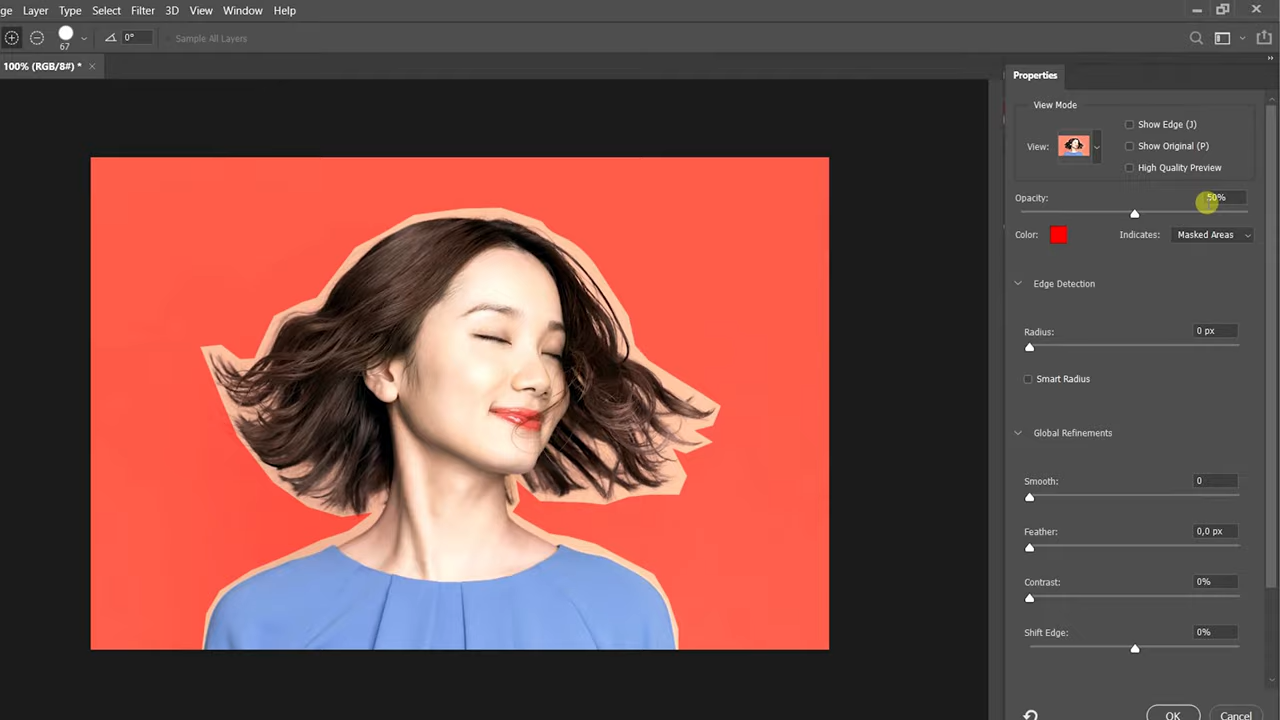 ge Layer Type Select Filter 3D View Window Help
67 0° Sample All Layers
100% (RGB/8#) * ×
Properties
View Mode
Show Edge (J)
View:
Show Original (P)
High Quality Preview
Opacity: 50%
Color: Indicates: Masked Areas
Edge Detection
Radius: 0 px
Smart Radius
Global Refinements
Smooth: 0
Feather: 0,0 px
Contrast: 0%
Shift Edge: 0%
OK Cancel